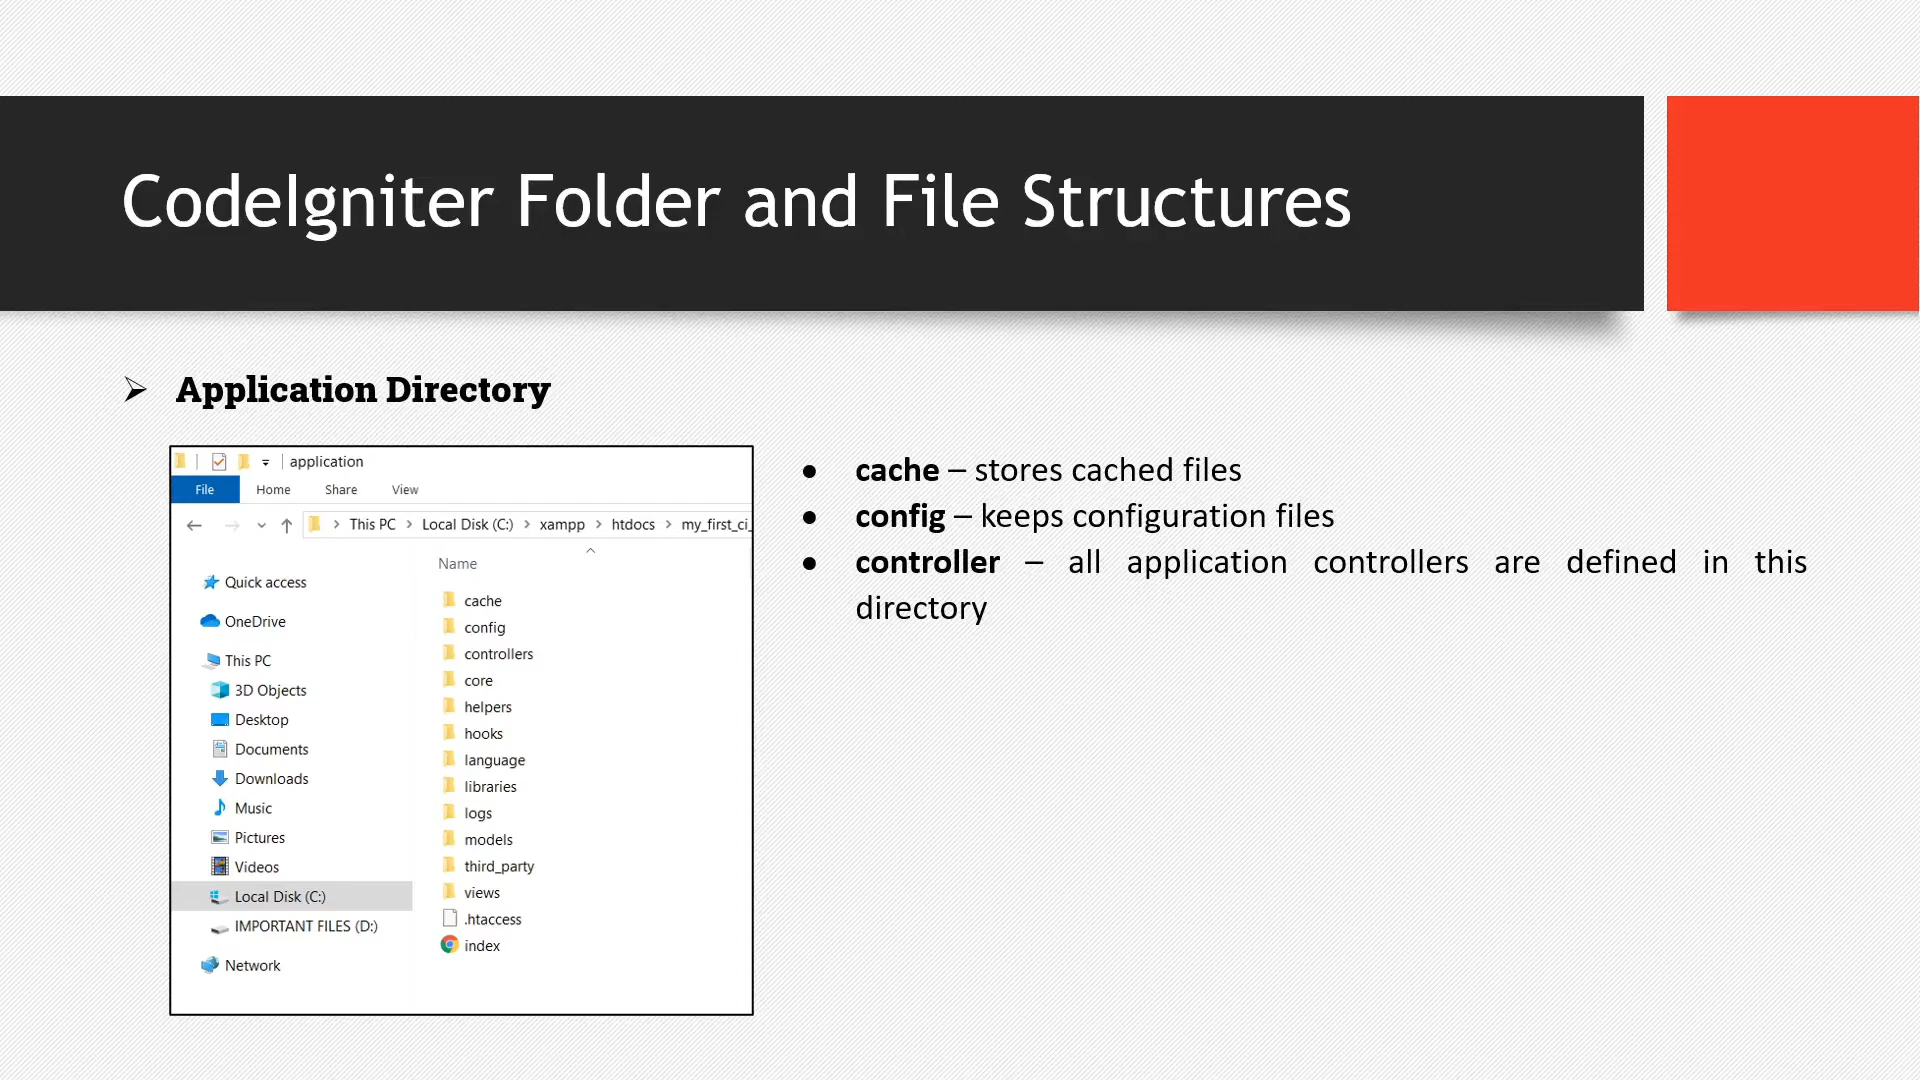 CodeIgniter Folder and File Structures
Application Directory
application
File Home Share View
This PC Local Disk (C:) xampp htdocs my_first_ci_
Name
Quick access
OneDrive
This PC
3D Objects
Desktop
Documents
Downloads
Music
Pictures
Videos
Local Disk (C:)
IMPORTANT FILES (D:)
Network
cache
config
controllers
core
helpers
hooks
language
libraries
logs
models
third_party
views
.htaccess
index
● cache – stores cached files
● config – keeps configuration files
● controller – all application controllers are defined in this
directory